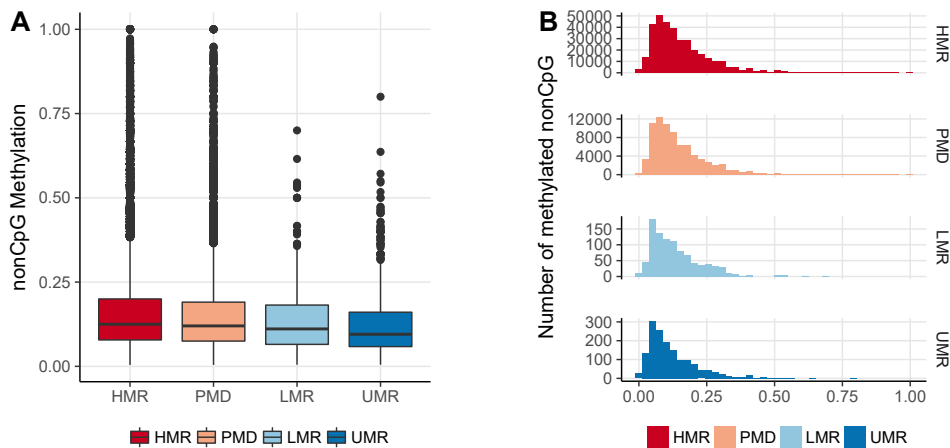 A
nonCpG Methylation
1.00
0.75
0.50
0.25
0.00
HMR PMD LMR UMR
HMR PMD LMR UMR
B
Number of methylated nonCpG
50000
40000
30000
20000
10000
0
HMR
12000
8000
4000
0
PMD
150
100
50
0
LMR
300
200
100
0
UMR
0.00 0.25 0.50 0.75 1.00
HMR PMD LMR UMR